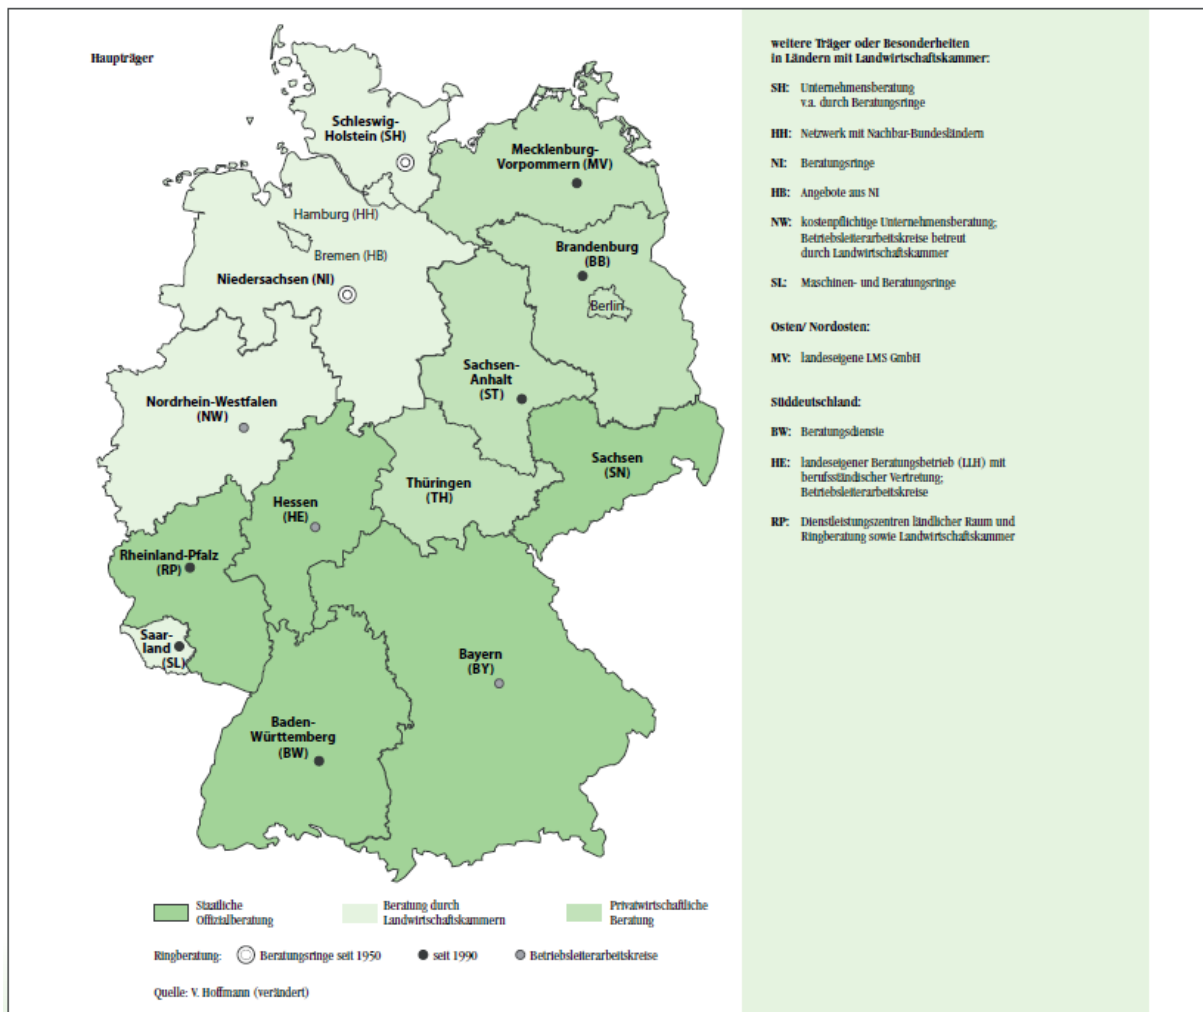 Hauptträger
Schleswig-
Holstein (SH)
Mecklenburg-
Vorpommern (MV)
Hamburg (HH)
Bremen (HB)
Niedersachsen (NI)
Brandenburg
(BB)
Berlin
Sachsen-
Anhalt
(ST)
Nordrhein-Westfalen
(NW)
Sachsen
(SN)
Thüringen
(TH)
Hessen
(HE)
Rheinland-Pfalz
(RP)
Saar-
land
(SL)
Bayern
(BY)
Baden-
Württemberg
(BW)
Staatliche
Offizialberatung
Beratung durch
Landwirtschaftskammern
Privatwirtschaftliche
Beratung
Ringberatung: Beratungsringe seit 1950 seit 1990 Betriebsleiterarbeitskreise
Quelle: V. Hoffmann (verändert)
weitere Träger oder Besonderheiten
in Ländern mit Landwirtschaftskammer:
SH: Unternehmensberatung
v.a. durch Beratungsringe
HH: Netzwerk mit Nachbar-Bundesländern
NI: Beratungsringe
HB: Angebote aus NI
NW: kostenpflichtige Unternehmensberatung;
Betriebsleiterarbeitskreise betreut
durch Landwirtschaftskammer
SL: Maschinen- und Beratungsringe
Osten/ Nordosten:
MV: landeseigene LMS GmbH
Süddeutschland:
BW: Beratungsdienste
HE: landeseigener Beratungsbetrieb (LLH) mit
berufsständischer Vertretung;
Betriebsleiterarbeitskreise
RP: Dienstleistungszentren ländlicher Raum und
Ringberatung sowie Landwirtschaftskammer